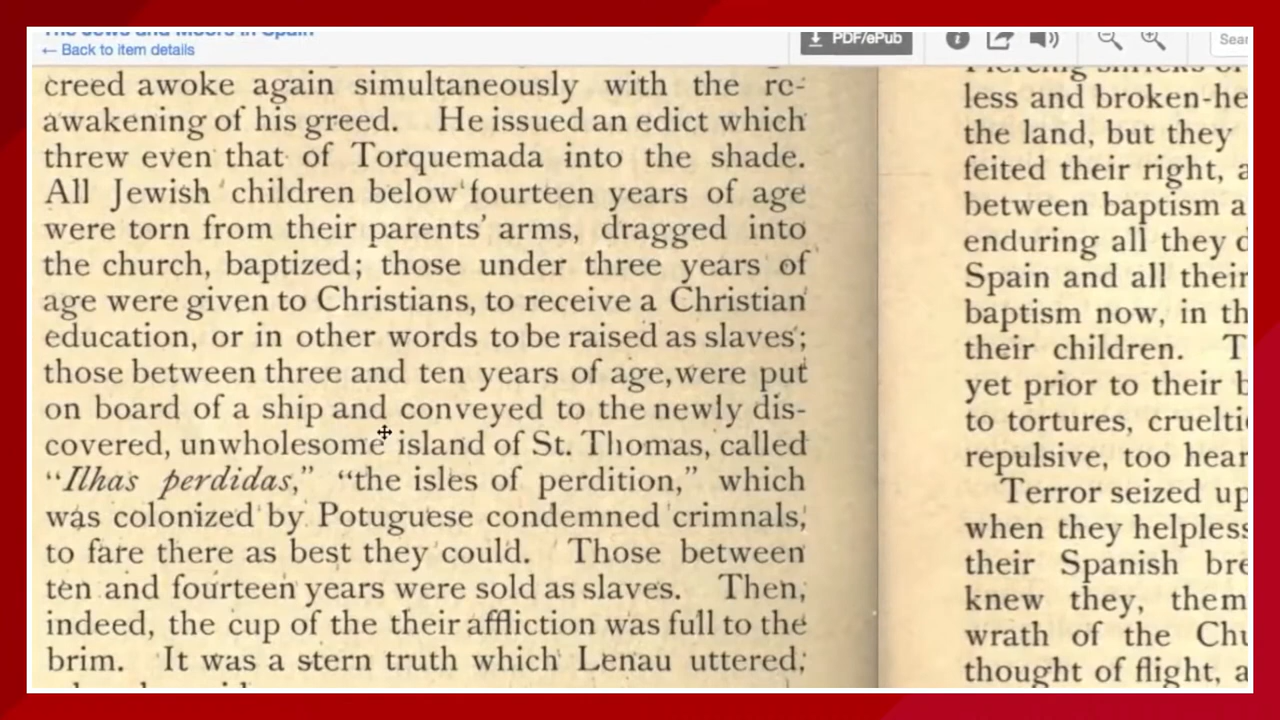 The Jews and Moors in Spain
← Back to item details
PDF/ePub
creed awoke again simultaneously with the re-
awakening of his greed. He issued an edict which
threw even that of Torquemada into the shade.
All Jewish children below fourteen years of age
were torn from their parents' arms, dragged into
the church, baptized; those under three years of
age were given to Christians, to receive a Christian
education, or in other words to be raised as slaves;
those between three and ten years of age, were put
on board of a ship and conveyed to the newly dis-
covered, unwholesome island of St. Thomas, called
"Ilhas perdidas," "the isles of perdition," which
was colonized by Potuguese condemned crimnals,
to fare there as best they could. Those between
ten and fourteen years were sold as slaves. Then,
indeed, the cup of the their affliction was full to the
brim. It was a stern truth which Lenau uttered,
less and broken-he
the land, but they
feited their right, a
between baptism a
enduring all they d
Spain and all their
baptism now, in th
their children. T
yet prior to their b
to tortures, crueltie
repulsive, too hear
Terror seized up
when they helpless
their Spanish bre
knew they, them
wrath of the Chu
thought of flight, a